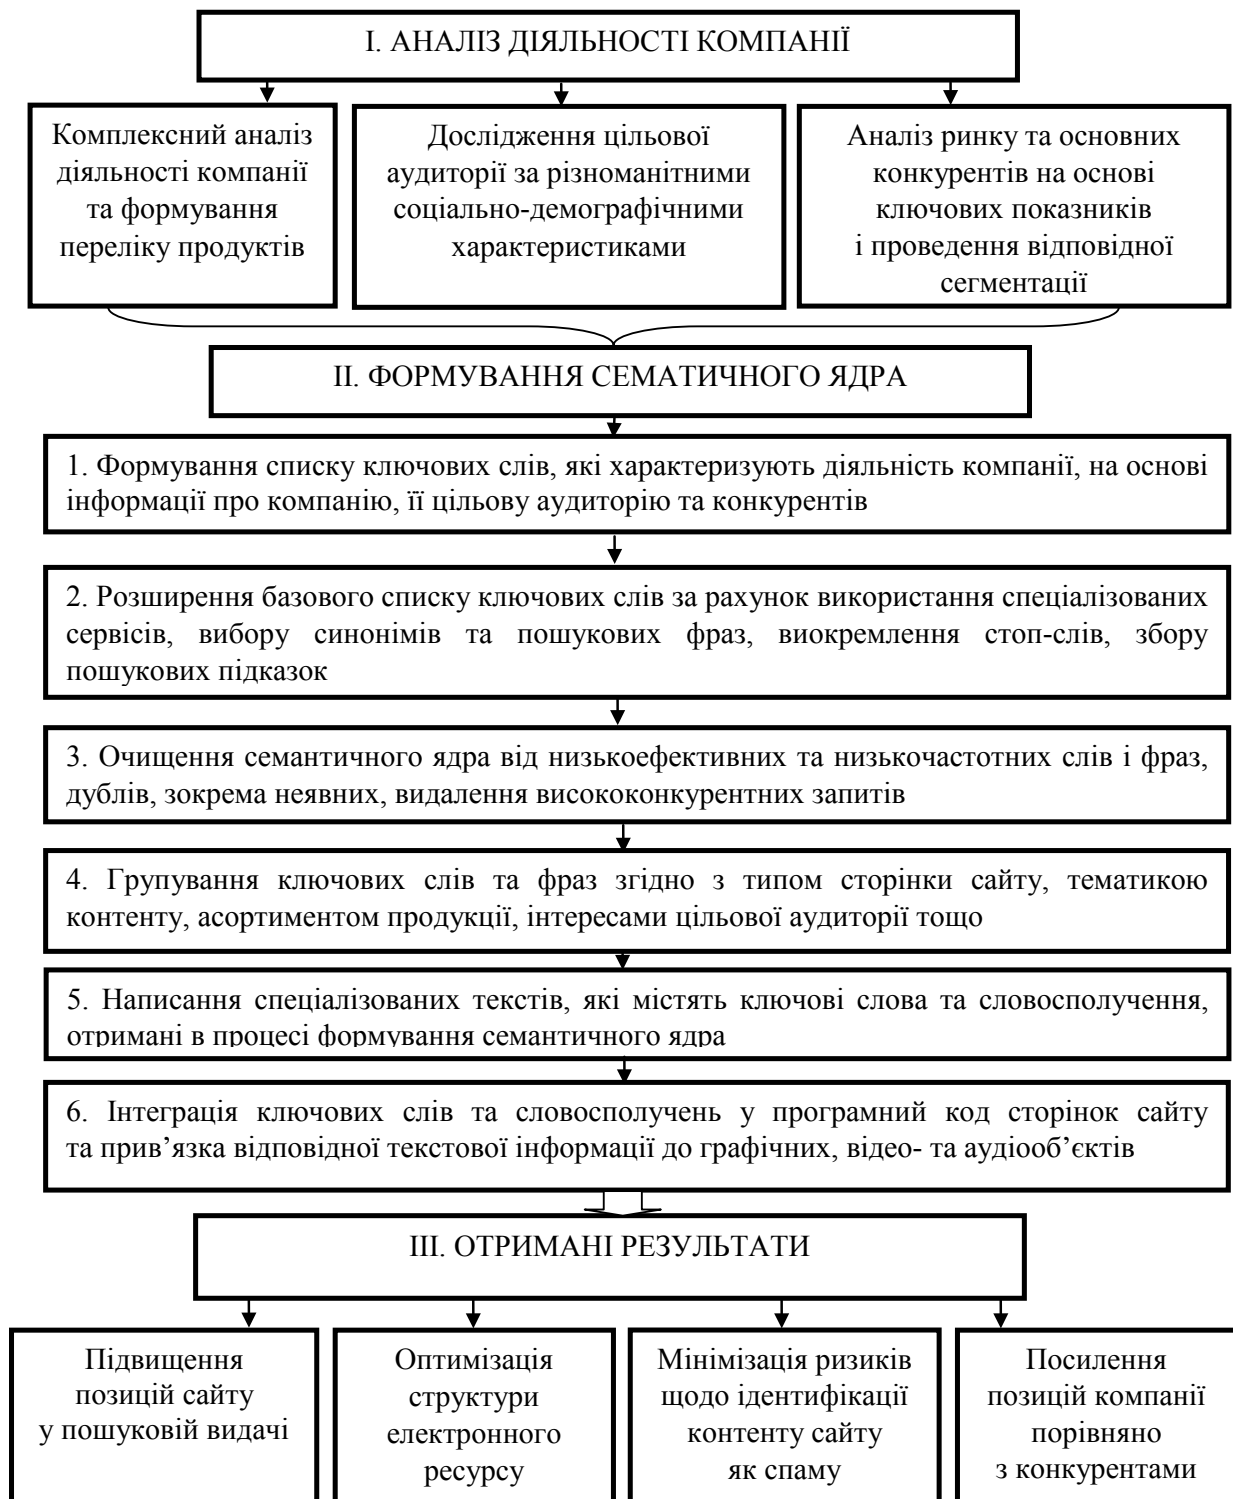 І. АНАЛІЗ ДІЯЛЬНОСТІ КОМПАНІЇ
Комплексний аналіз
діяльності компанії
та формування
переліку продуктів
Дослідження цільової
аудиторії за різноманітними
соціально-демографічними
характеристиками
Аналіз ринку та основних
конкурентів на основі
ключових показників
і проведення відповідної
сегментації
ІІ. ФОРМУВАННЯ СЕМАТИЧНОГО ЯДРА
1. Формування списку ключових слів, які характеризують діяльність компанії, на основі
інформації про компанію, її цільову аудиторію та конкурентів
2. Розширення базового списку ключових слів за рахунок використання спеціалізованих
сервісів, вибору синонімів та пошукових фраз, виокремлення стоп-слів, збору
пошукових підказок
3. Очищення семантичного ядра від низькоефективних та низькочастотних слів і фраз,
дублів, зокрема неявних, видалення висококонкурентних запитів
4. Групування ключових слів та фраз згідно з типом сторінки сайту, тематикою
контенту, асортиментом продукції, інтересами цільової аудиторії тощо
5. Написання спеціалізованих текстів, які містять ключові слова та словосполучення,
отримані в процесі формування семантичного ядра
6. Інтеграція ключових слів та словосполучень у програмний код сторінок сайту
та прив’язка відповідної текстової інформації до графічних, відео- та аудіооб’єктів
ІІІ. ОТРИМАНІ РЕЗУЛЬТАТИ
Підвищення
позицій сайту
у пошуковій видачі
Оптимізація
структури
електронного
ресурсу
Мінімізація ризиків
щодо ідентифікації
контенту сайту
як спаму
Посилення
позицій компанії
порівняно
з конкурентами